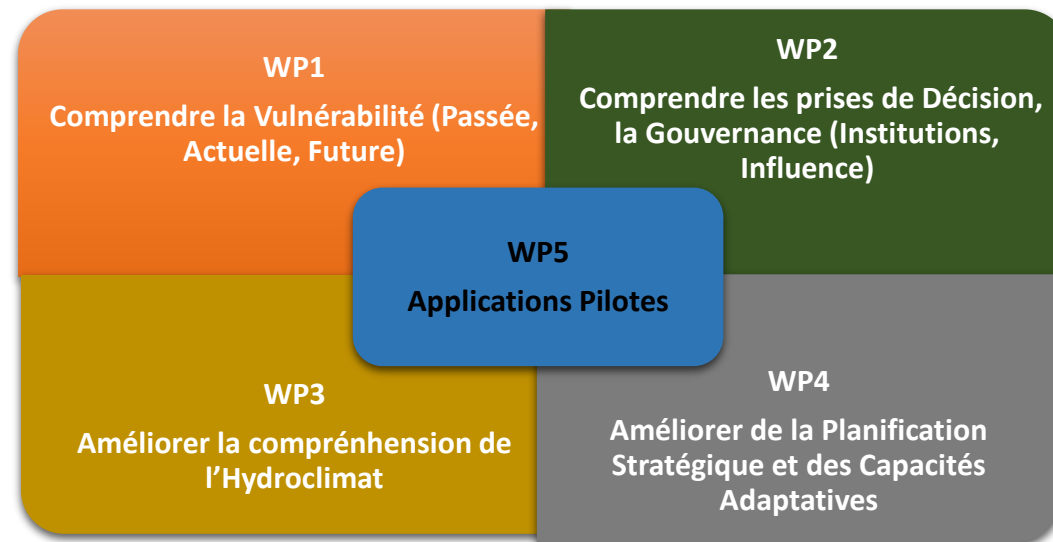 WP1
Comprendre la Vulnérabilité (Passée,
Actuelle, Future)
WP2
Comprendre les prises de Décision,
la Gouvernance (Institutions,
Influence)
WP5
Applications Pilotes
WP3
Améliorer la comprénhension de
l’Hydroclimat
WP4
Améliorer de la Planification
Stratégique et des Capacités
Adaptatives